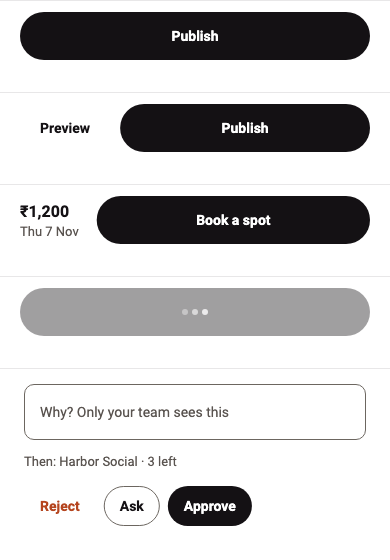 Publish
Preview
Publish
₹1,200
Thu 7 Nov
Book a spot
Why? Only your team sees this
Then: Harbor Social · 3 left
Reject
Ask
Approve